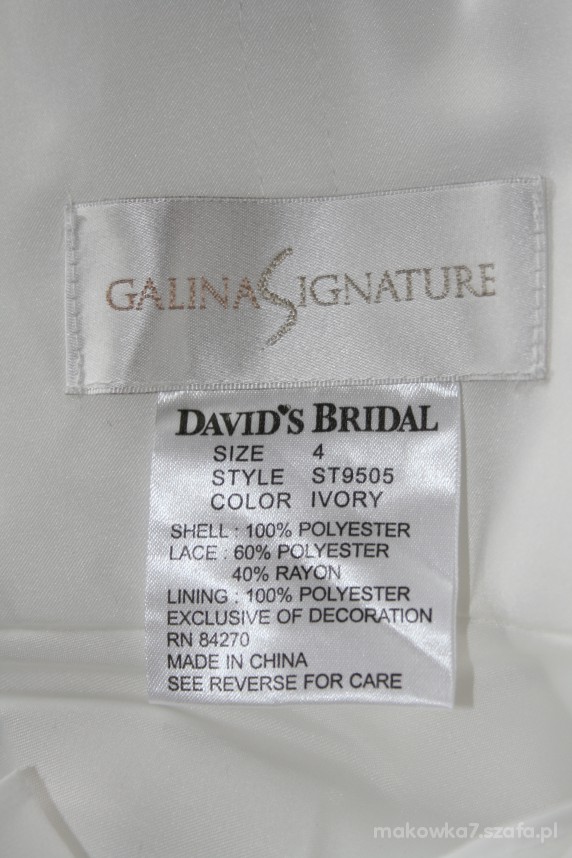 GALINA SIGNATURE
DAVID'S BRIDAL
SIZE 4
STYLE ST9505
COLOR IVORY
SHELL : 100% POLYESTER
LACE : 60% POLYESTER
40% RAYON
LINING : 100% POLYESTER
EXCLUSIVE OF DECORATION
RN 84270
MADE IN CHINA
SEE REVERSE FOR CARE
makowka7.szafa.pl